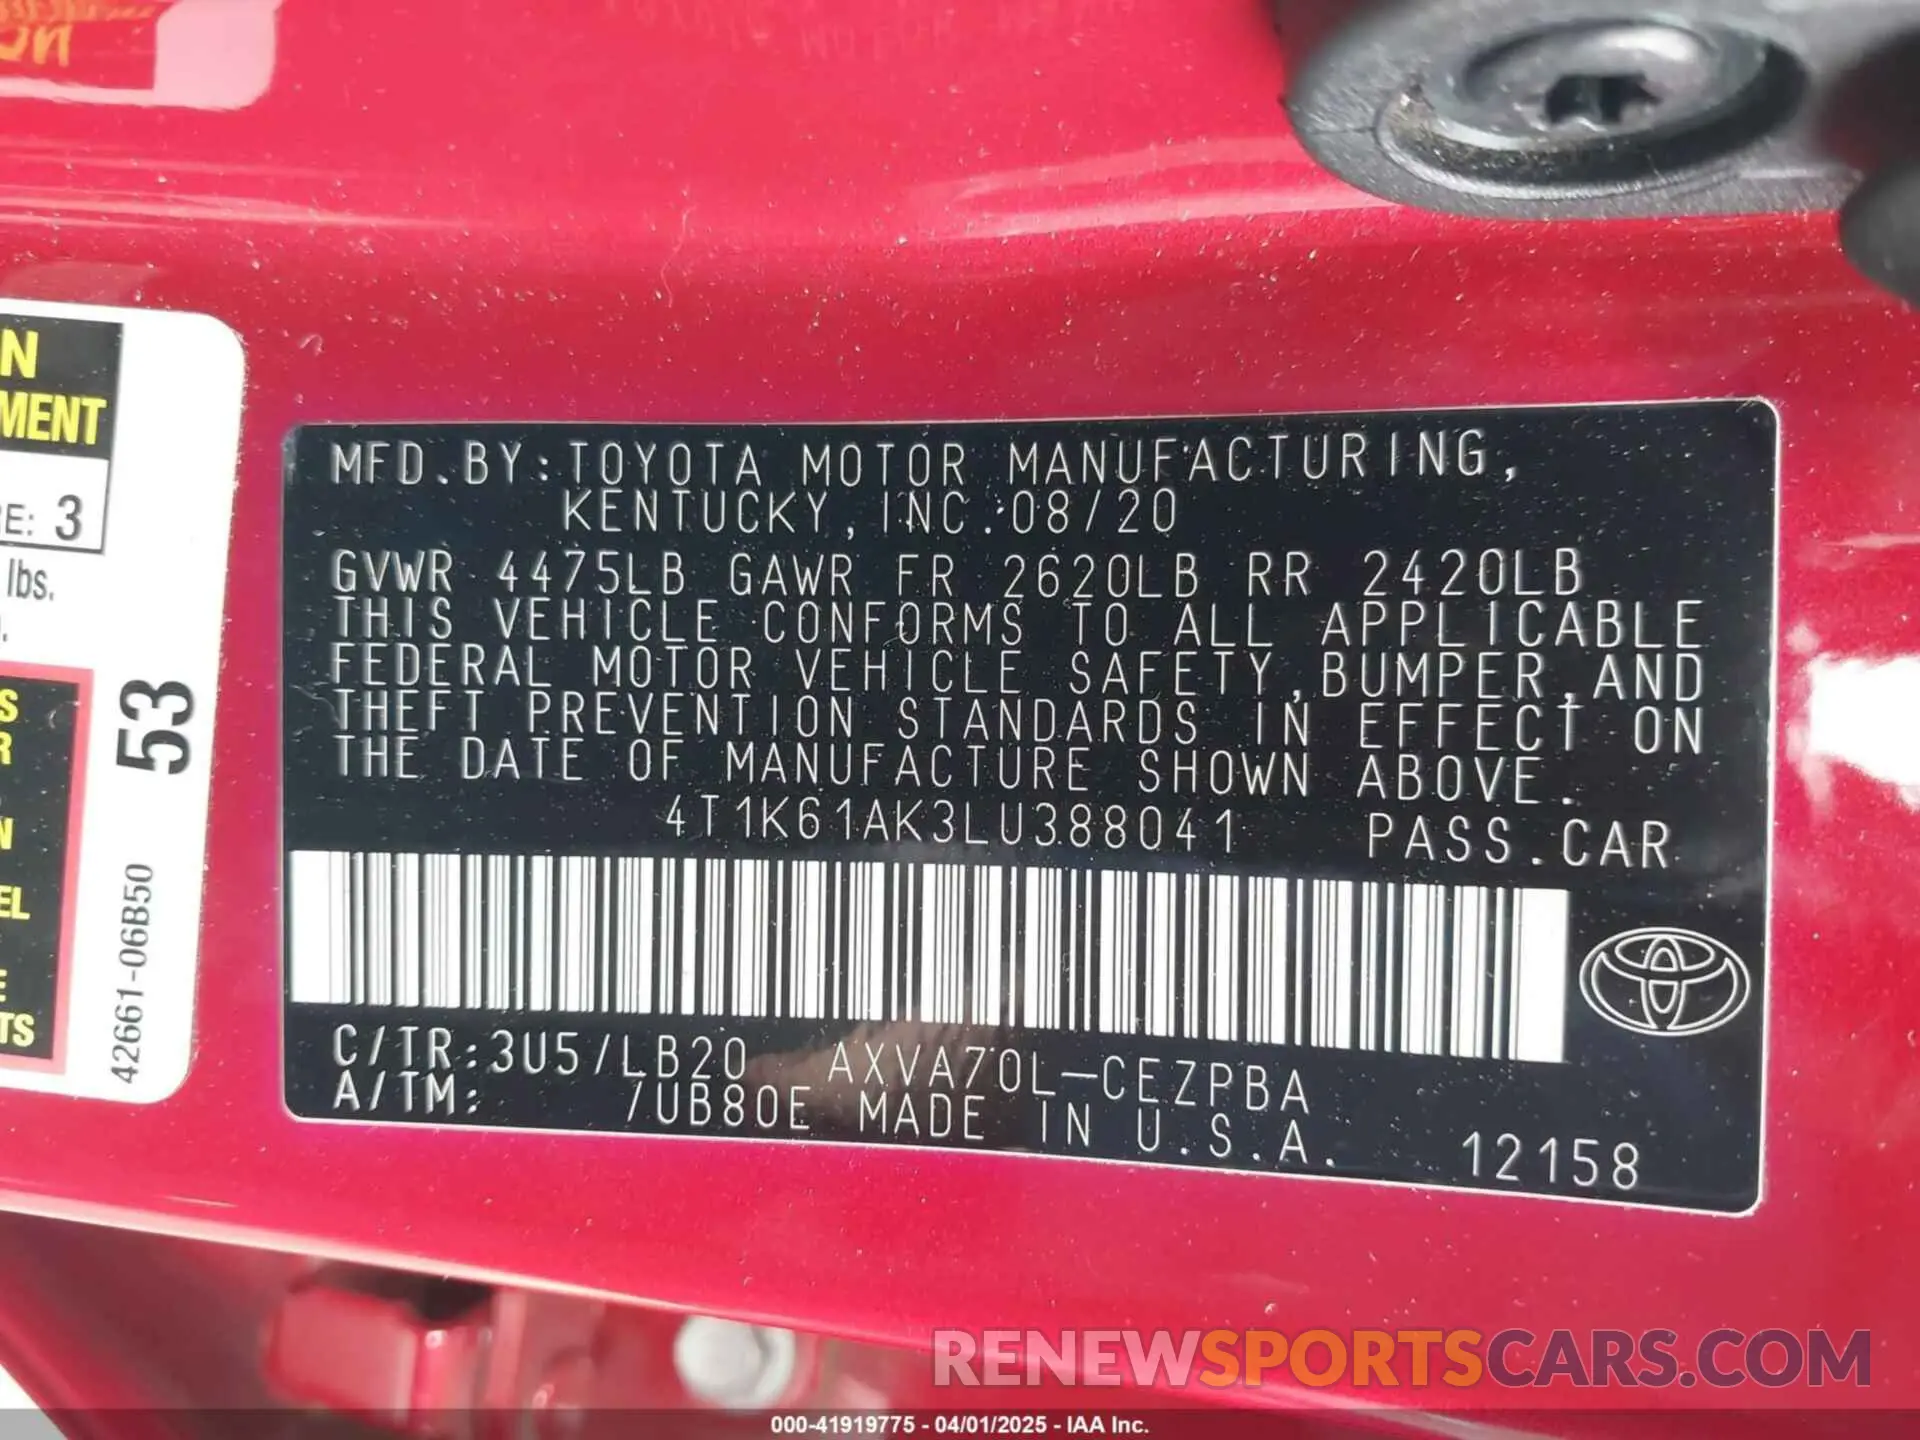 N
MENT
E: 3
lbs.
S
R
N
EL
E
TS
53
42661-06B50
MFD.BY:TOYOTA MOTOR MANUFACTURING,
KENTUCKY,INC. 08/20
GVWR 4475LB GAWR FR 2620LB RR 2420LB
THIS VEHICLE CONFORMS TO ALL APPLICABLE
FEDERAL MOTOR VEHICLE SAFETY,BUMPER,AND
THEFT PREVENTION STANDARDS IN EFFECT ON
THE DATE OF MANUFACTURE SHOWN ABOVE.
4T1K61AK3LU388041 PASS.CAR
C/TR:3U5/LB20 AXVA70L-CEZPBA
A/TM: /UB80E MADE IN U.S.A. 12158
RENEWSPORTSCARS.COM
000-41919775 - 04/01/2025 - IAA Inc.